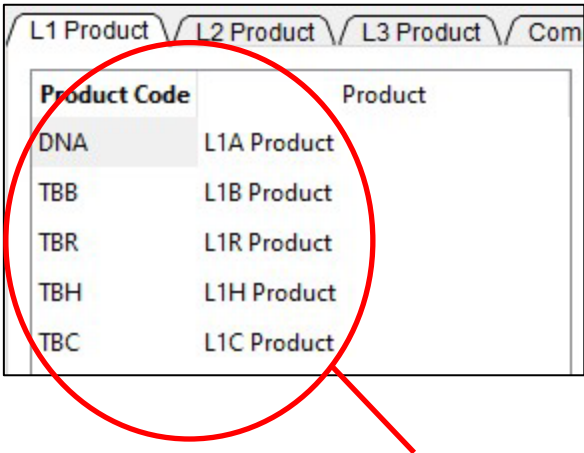 L1 Product L2 Product L3 Product Com
Product Code Product
DNA L1A Product
TBB L1B Product
TBR L1R Product
TBH L1H Product
TBC L1C Product